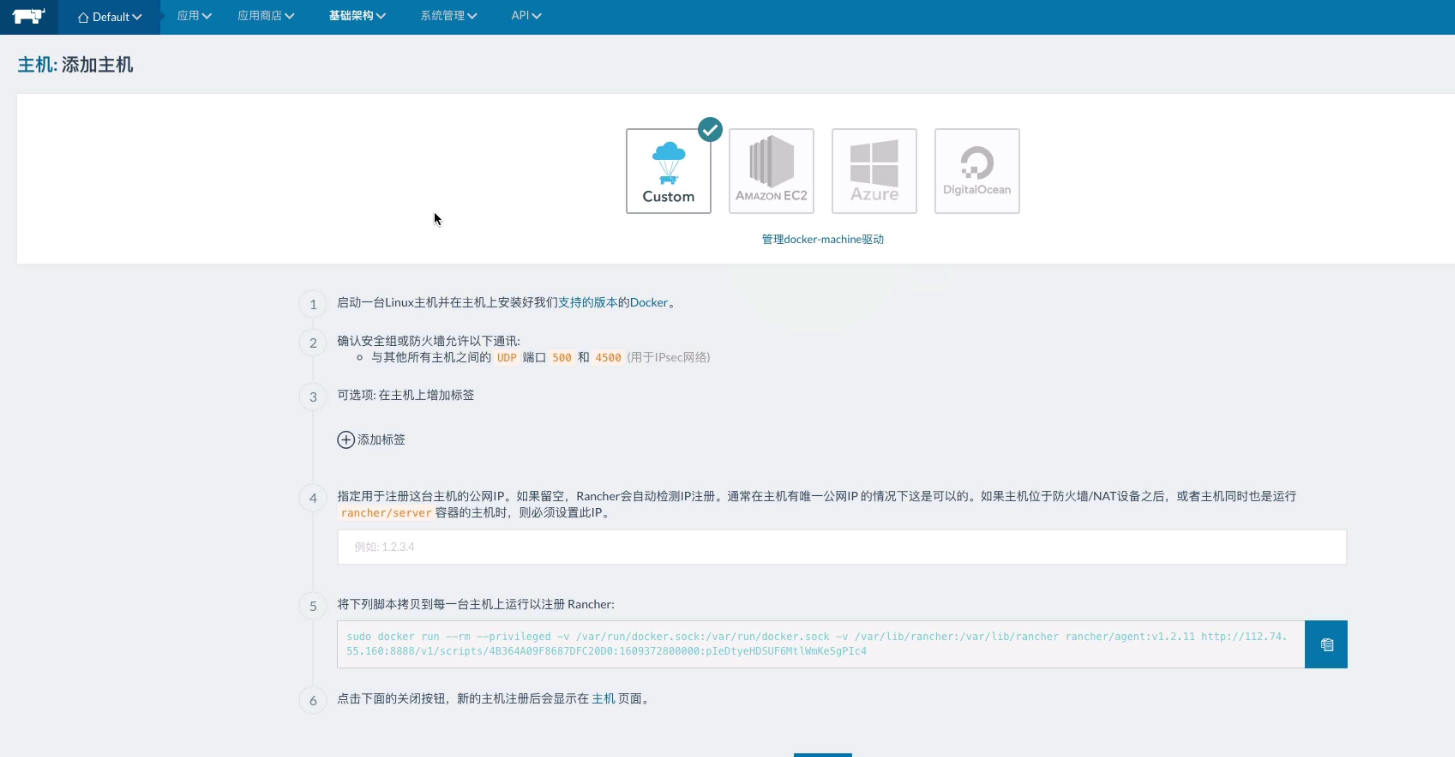 Default 应用 应用商店 基础架构 系统管理 API
主机: 添加主机
Custom AMAZON EC2 Azure DigitalOcean
管理docker-machine驱动
1 启动一台Linux主机并在主机上安装好我们支持的版本的Docker。
2 确认安全组或防火墙允许以下通讯:
与其他所有主机之间的 UDP 端口 500 和 4500 (用于IPsec网络)
3 可选项: 在主机上增加标签
添加标签
4 指定用于注册这台主机的公网IP。如果留空，Rancher会自动检测IP注册。通常在主机有唯一公网IP 的情况下这是可以的。如果主机位于防火墙/NAT设备之后，或者主机同时也是运行
rancher/server 容器的主机时，则必须设置此IP。
例如: 1.2.3.4
5 将下列脚本拷贝到每一台主机上运行以注册 Rancher:
sudo docker run --rm --privileged -v /var/run/docker.sock:/var/run/docker.sock -v /var/lib/rancher:/var/lib/rancher rancher/agent:v1.2.11 http://112.74.
55.160:8888/v1/scripts/4B364A09F8687DFC20D0:1609372800000:pIeDtyeHDSUF6MtlWmKeSgPIc4
6 点击下面的关闭按钮，新的主机注册后会显示在 主机 页面。